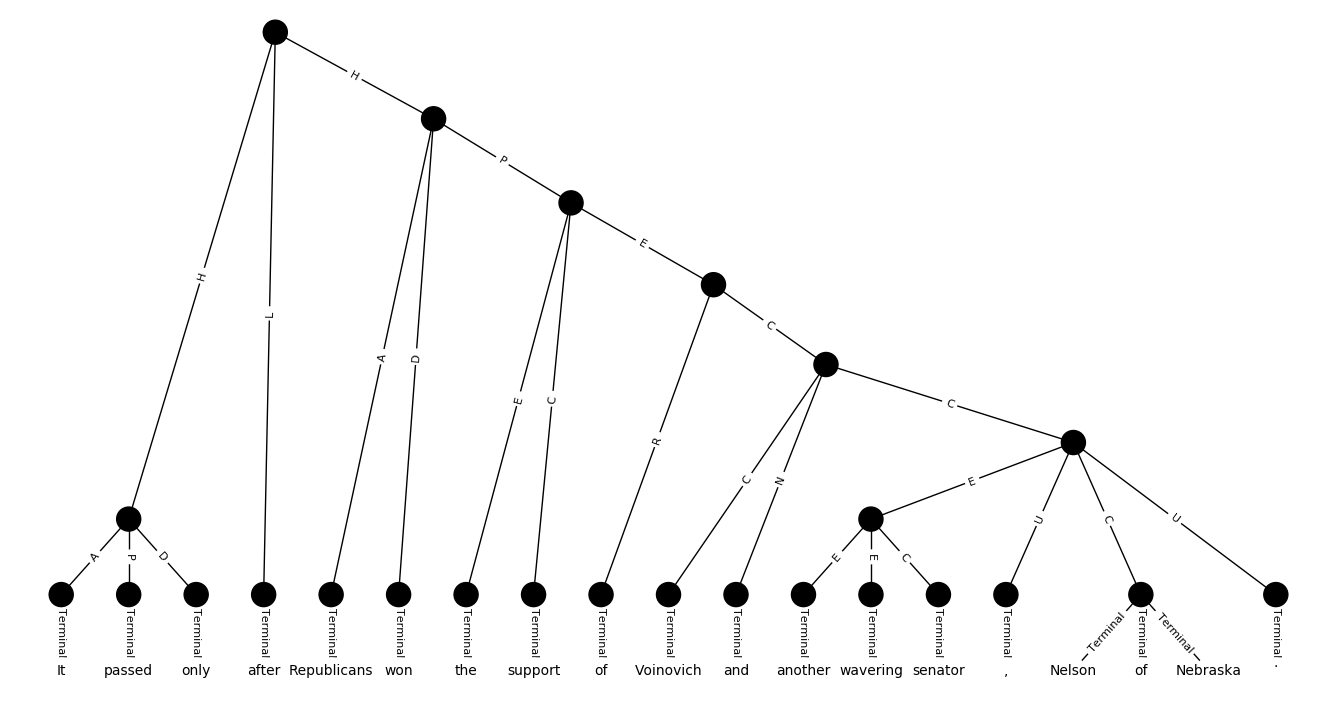 H
P
E
H
L
C
A
D
E
C
C
R
C
N
E
U
C
U
A
P
D
E
E
C
Terminal Terminal Terminal Terminal Terminal Terminal Terminal Terminal Terminal Terminal Terminal Terminal Terminal Terminal Terminal Terminal Terminal Terminal Terminal
It passed only after Republicans won the support of Voinovich and another wavering senator , Nelson of Nebraska .